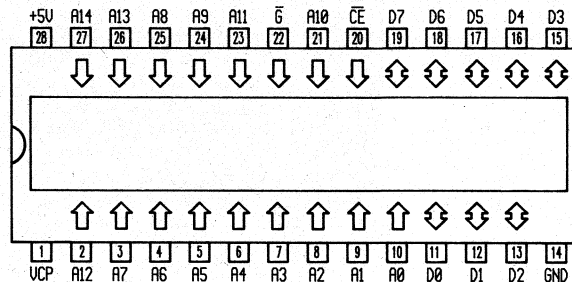 +5V A14 A13 A8 A9 A11 G̅ A10 C̅E̅ D7 D6 D5 D4 D3
28 27 26 25 24 23 22 21 20 19 18 17 16 15
1 2 3 4 5 6 7 8 9 10 11 12 13 14
VCP A12 A7 A6 A5 A4 A3 A2 A1 A0 D0 D1 D2 GND